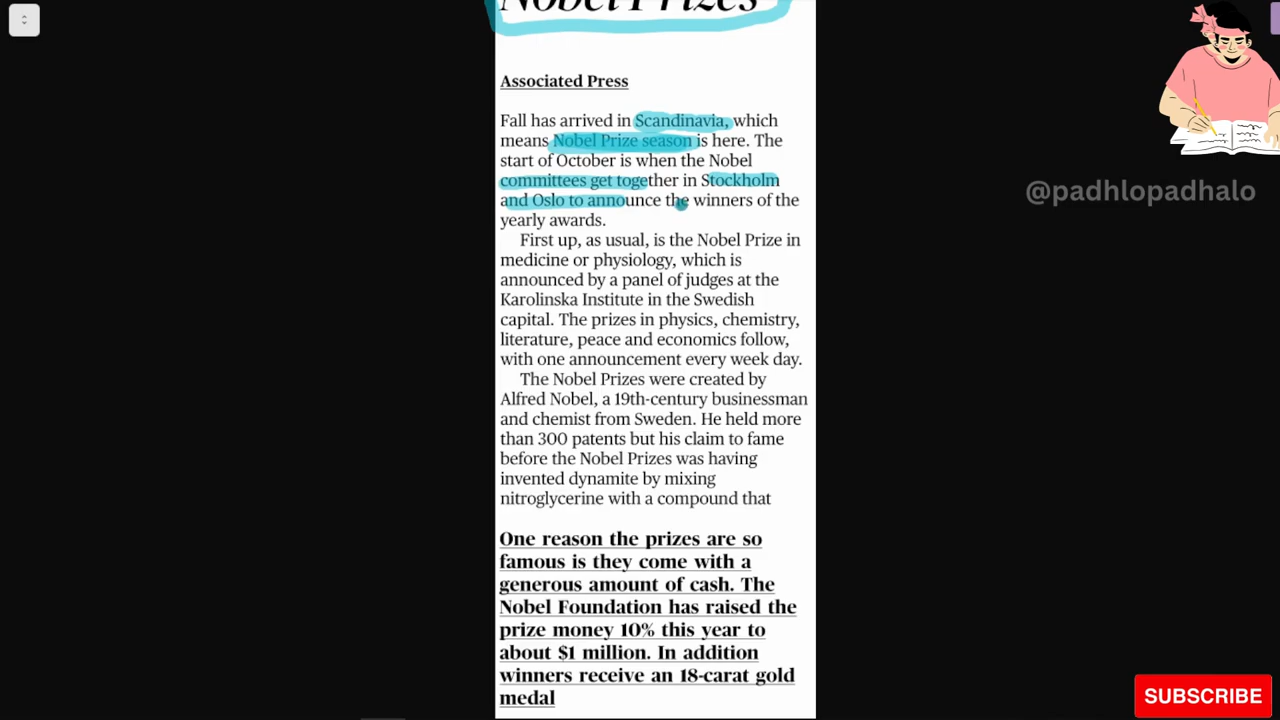 Nobel Prizes
Associated Press
Fall has arrived in Scandinavia, which
means Nobel Prize season is here. The
start of October is when the Nobel
committees get together in Stockholm
and Oslo to announce the winners of the
yearly awards.
First up, as usual, is the Nobel Prize in
medicine or physiology, which is
announced by a panel of judges at the
Karolinska Institute in the Swedish
capital. The prizes in physics, chemistry,
literature, peace and economics follow,
with one announcement every week day.
The Nobel Prizes were created by
Alfred Nobel, a 19th-century businessman
and chemist from Sweden. He held more
than 300 patents but his claim to fame
before the Nobel Prizes was having
invented dynamite by mixing
nitroglycerine with a compound that
One reason the prizes are so
famous is they come with a
generous amount of cash. The
Nobel Foundation has raised the
prize money 10% this year to
about $1 million. In addition
winners receive an 18-carat gold
medal
@padhlopadhalo
SUBSCRIBE